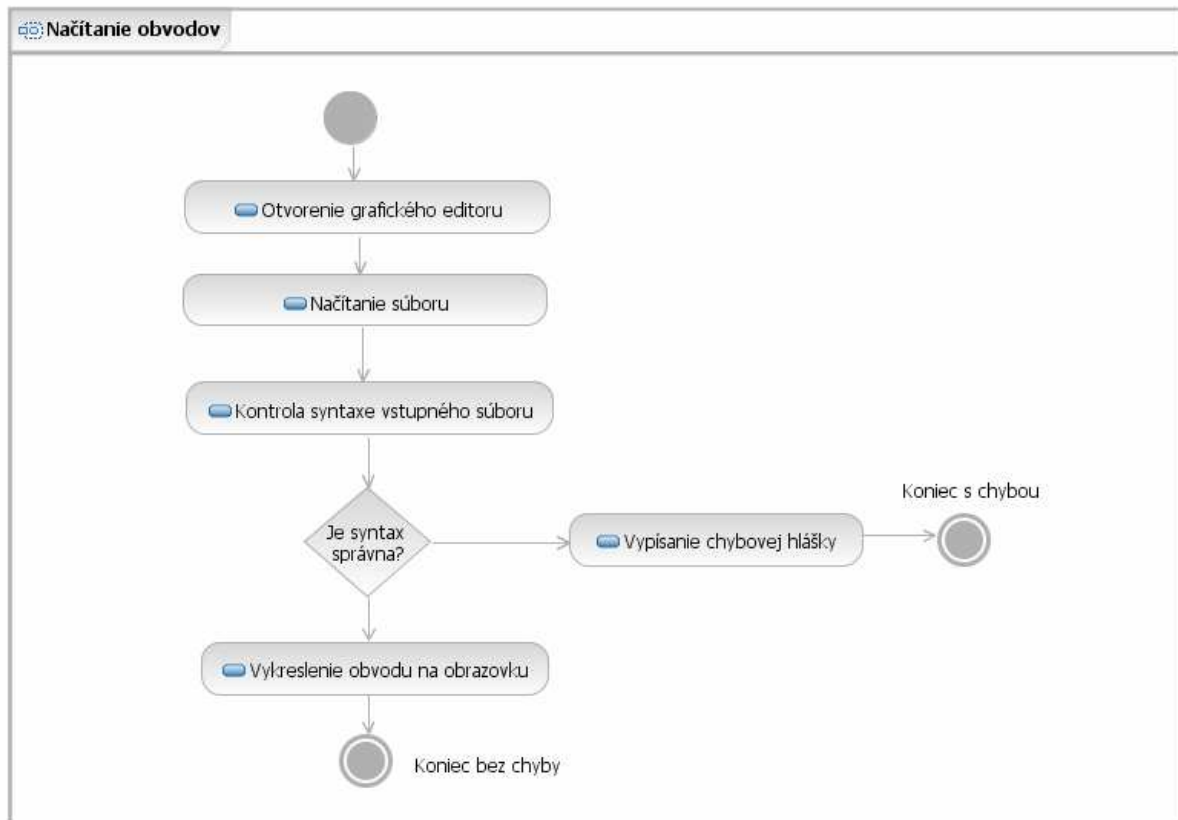 Načítanie obvodov
Otvorenie grafického editoru
Načítanie súboru
Kontrola syntaxe vstupného súboru
Je syntax
správna?
Vypísanie chybovej hlášky
Koniec s chybou
Vykreslenie obvodu na obrazovku
Koniec bez chyby